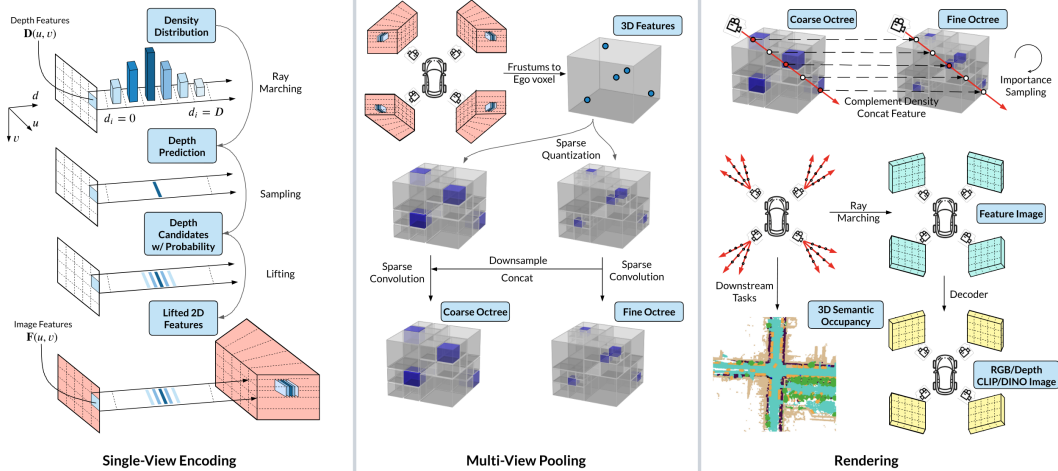 Depth Features
D(u, v)
Density
Distribution
Ray
Marching
d
u
v
d_i = 0
d_i = D
Depth
Prediction
Sampling
Depth
Candidates
w/ Probability
Lifting
Lifted 2D
Features
Image Features
F(u, v)
Single-View Encoding
3D Features
Frustums to
Ego voxel
Sparse
Quantization
Sparse
Convolution
Downsample
Concat
Sparse
Convolution
Coarse Octree
Fine Octree
Multi-View Pooling
Coarse Octree
Fine Octree
Importance
Sampling
Complement Density
Concat Feature
Ray
Marching
Feature Image
Downstream
Tasks
Decoder
3D Semantic
Occupancy
RGB/Depth
CLIP/DINO Image
Rendering